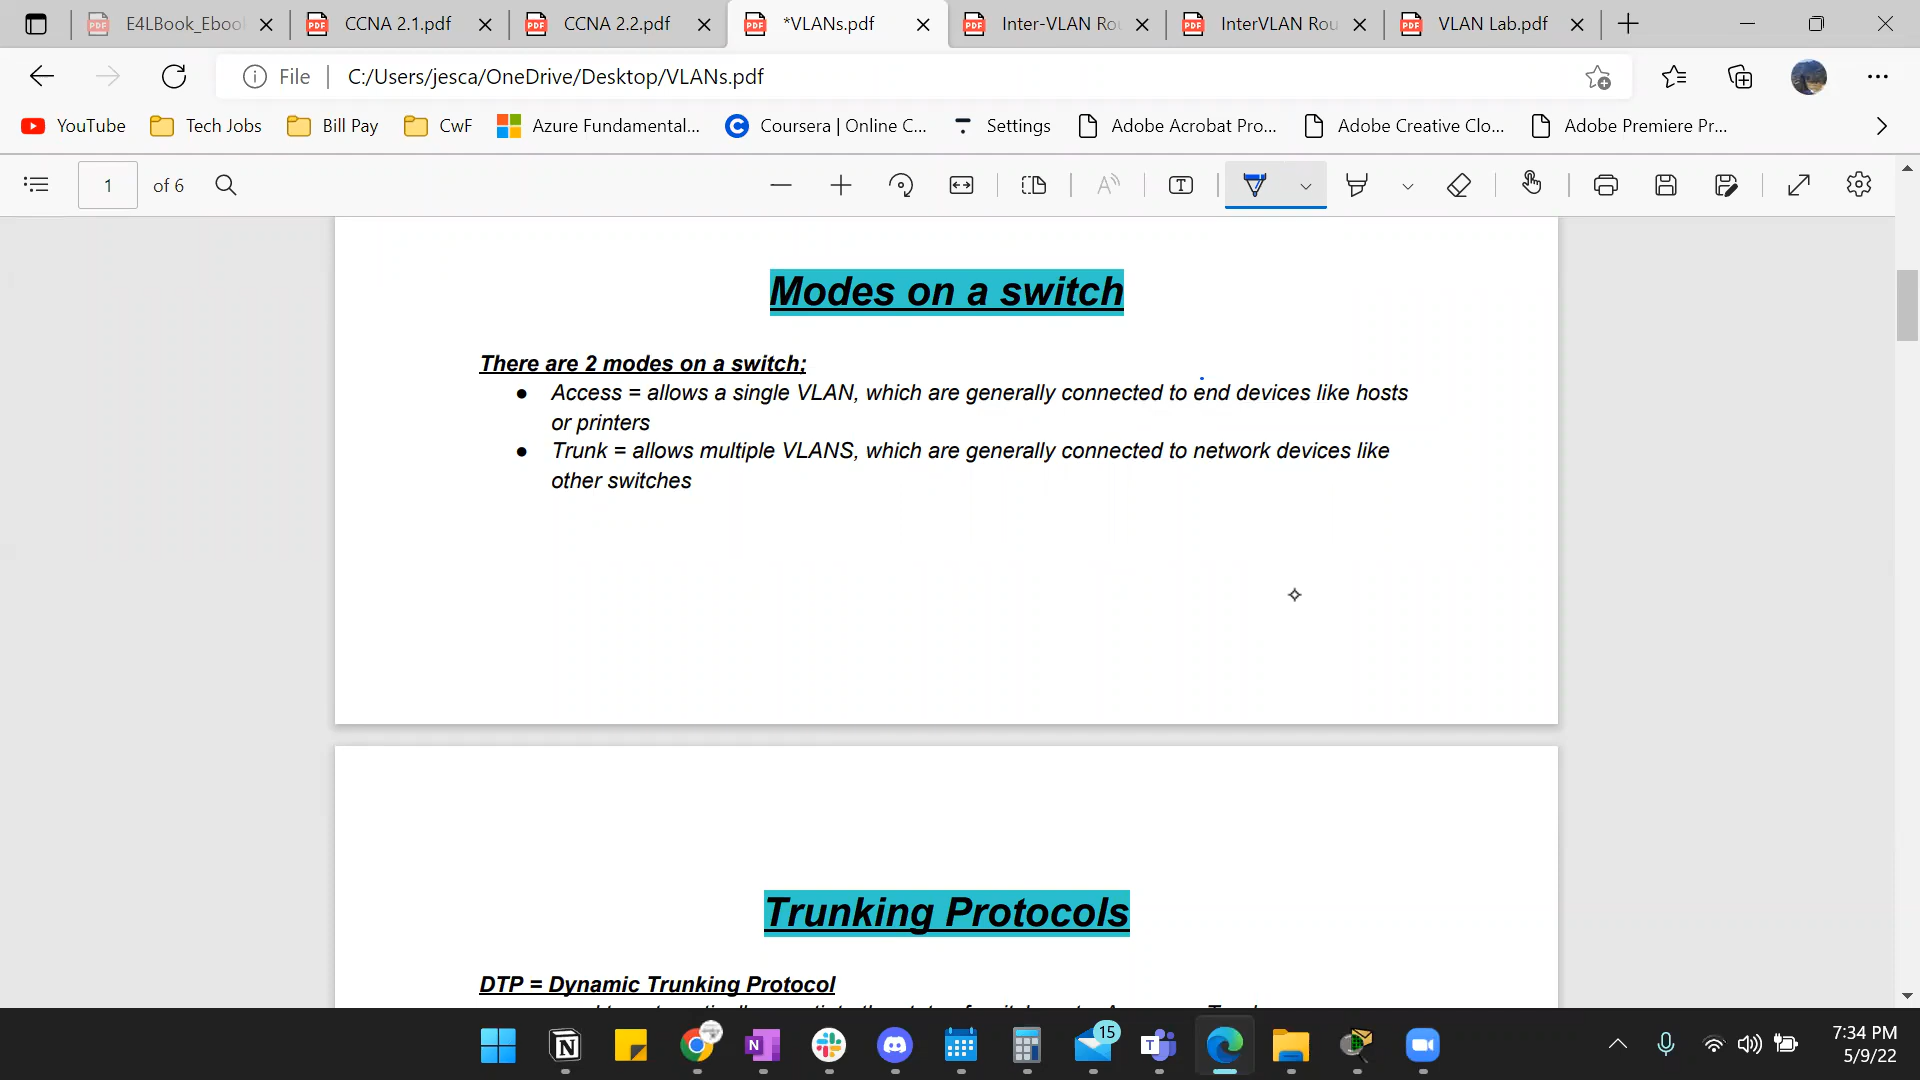 E4LBook_Eboo
CCNA 2.1.pdf
CCNA 2.2.pdf
*VLANs.pdf
Inter-VLAN Ro
InterVLAN Rou
VLAN Lab.pdf
File
C:/Users/jesca/OneDrive/Desktop/VLANs.pdf
YouTube
Tech Jobs
Bill Pay
CwF
Azure Fundamental...
Coursera | Online C...
Settings
Adobe Acrobat Pro...
Adobe Creative Clo...
Adobe Premiere Pr...
1 of 6
Modes on a switch
There are 2 modes on a switch;
● Access = allows a single VLAN, which are generally connected to end devices like hosts
or printers
● Trunk = allows multiple VLANS, which are generally connected to network devices like
other switches
Trunking Protocols
DTP = Dynamic Trunking Protocol
15
7:34 PM
5/9/22